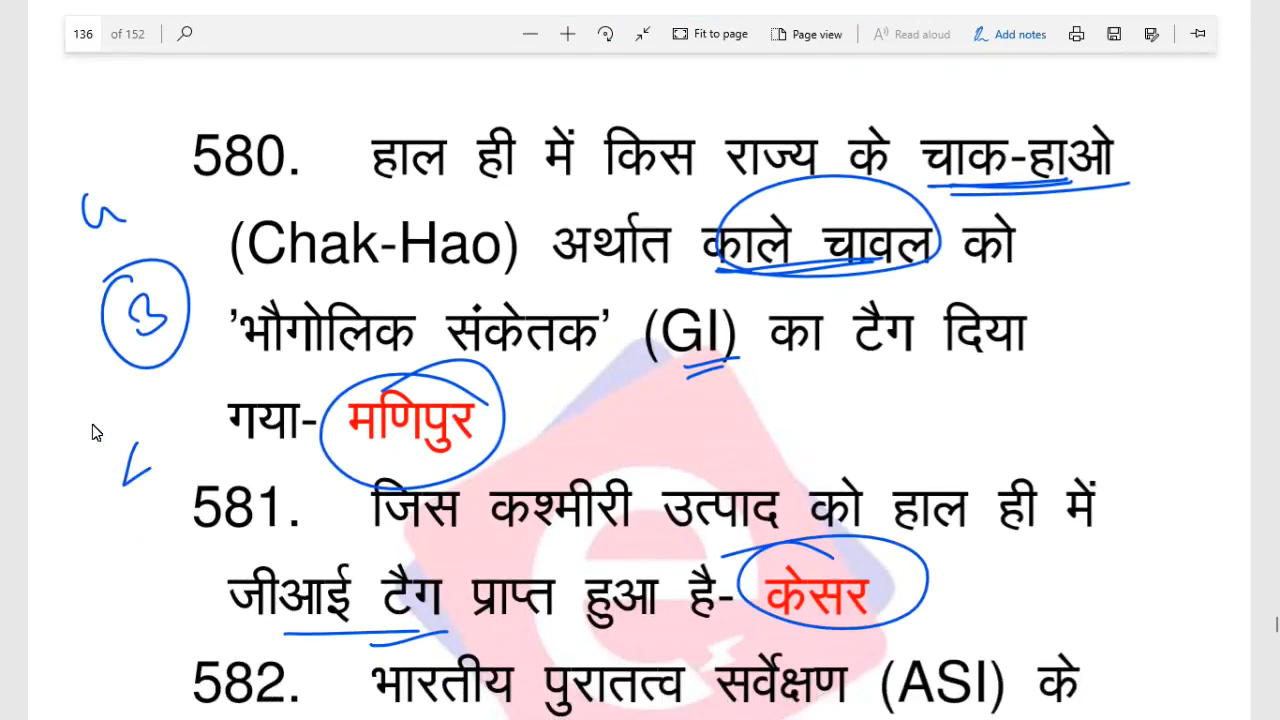 136 of 152 Fit to page Page view Read aloud Add notes
580. हाल ही में किस राज्य के चाक-हाओ
(Chak-Hao) अर्थात काले चावल को
'भौगोलिक संकेतक' (GI) का टैग दिया
गया- मणिपुर
581. जिस कश्मीरी उत्पाद को हाल ही में
जीआई टैग प्राप्त हुआ है- केसर
582. भारतीय पुरातत्व सर्वेक्षण (ASI) के